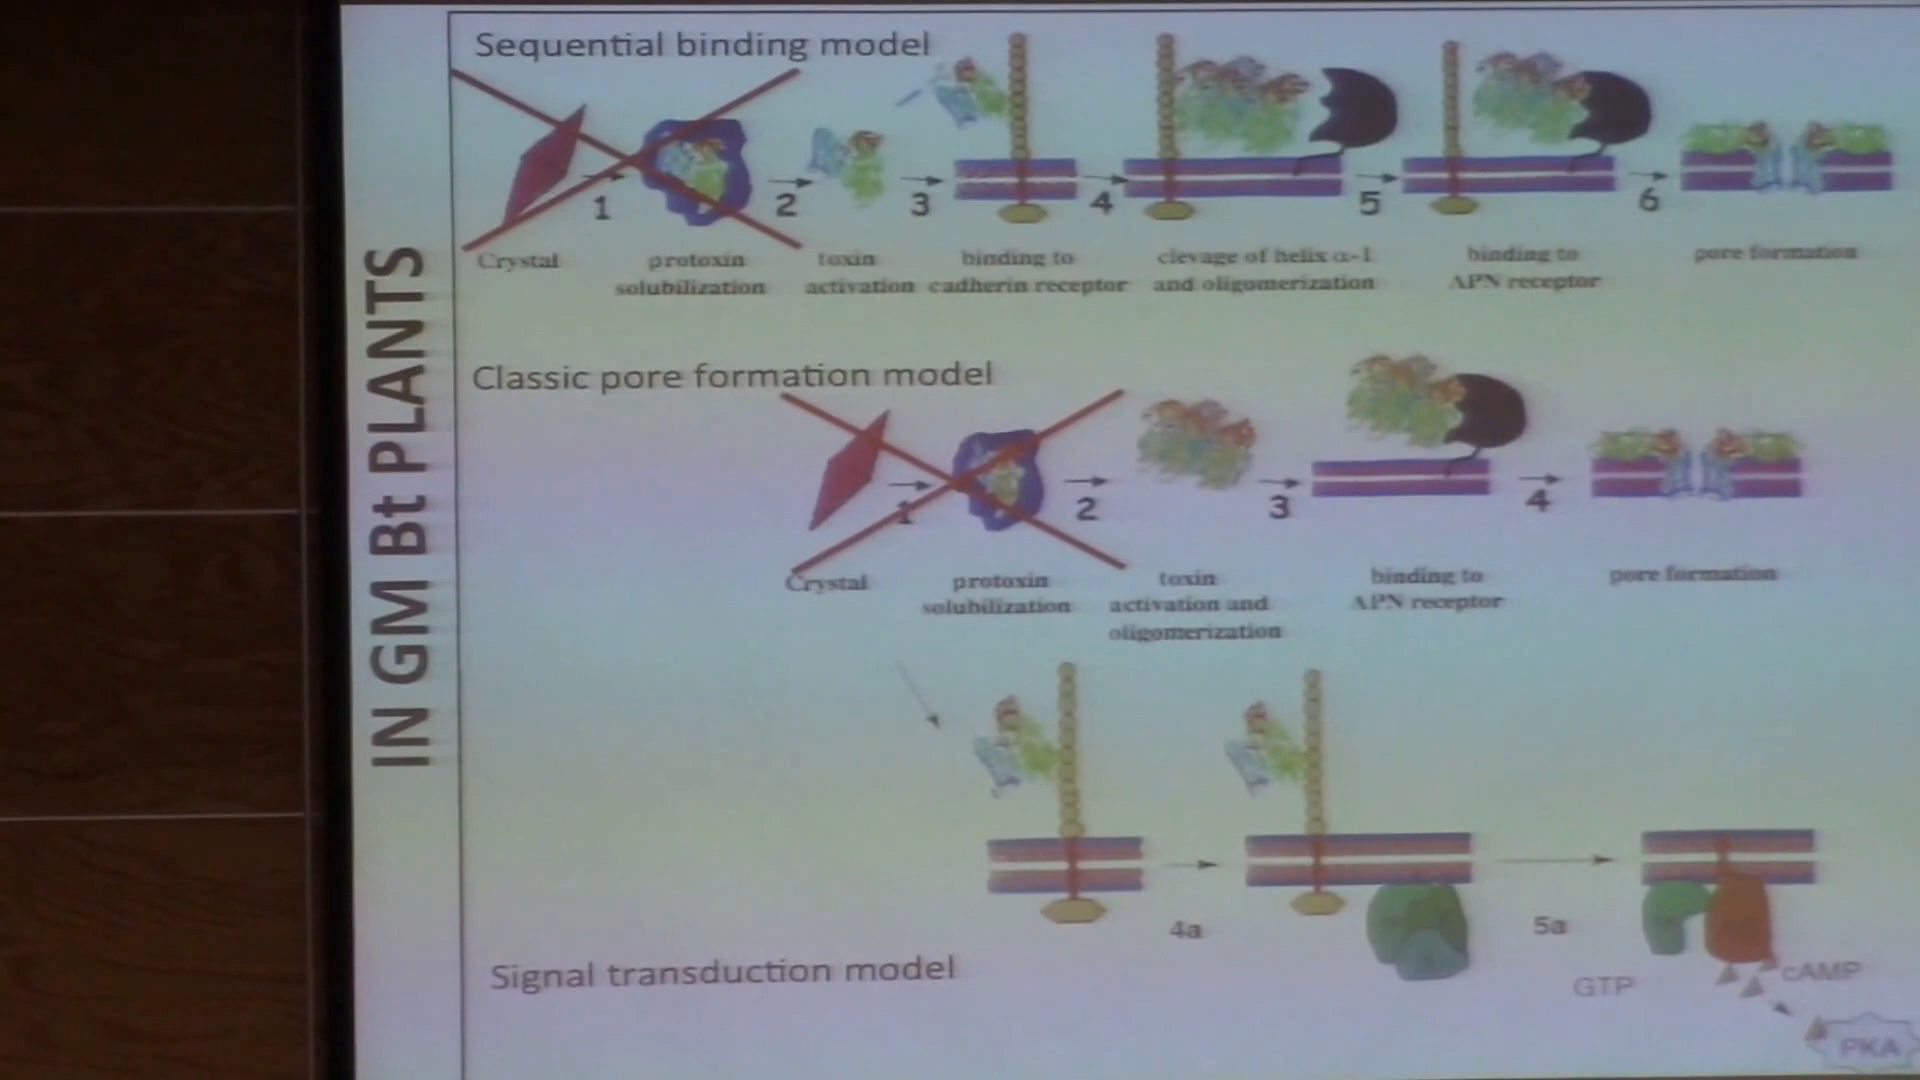 IN GM Bt PLANTS
Sequential binding model
1
2
3
4
5
6
Crystal
protoxin
solubilization
toxin
activation
binding to
cadherin receptor
clevage of helix α-1
and oligomerization
binding to
APN receptor
pore formation
Classic pore formation model
1
2
3
4
Crystal
protoxin
solubilization
toxin
activation and
oligomerization
binding to
APN receptor
pore formation
4a
5a
Signal transduction model
GTP
cAMP
PKA